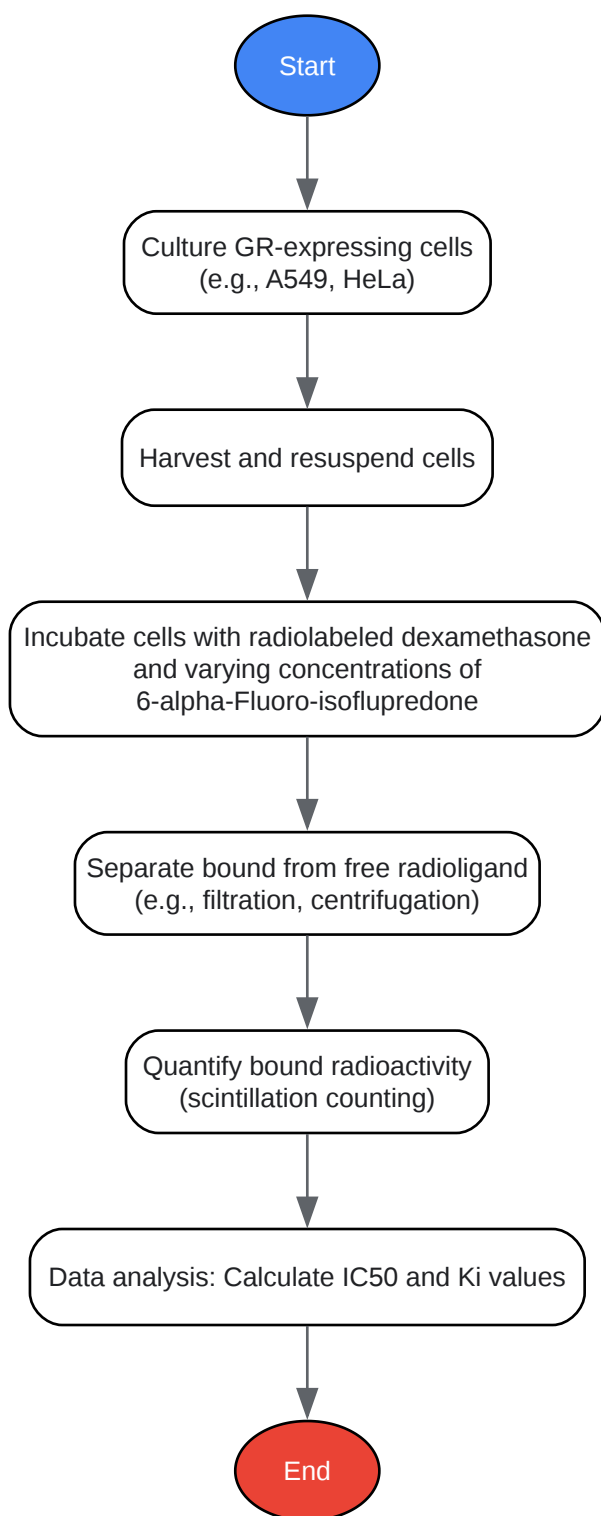 Start
Culture GR-expressing cells
(e.g., A549, HeLa)
Harvest and resuspend cells
Incubate cells with radiolabeled dexamethasone
and varying concentrations of
6-alpha-Fluoro-isoflupredone
Separate bound from free radioligand
(e.g., filtration, centrifugation)
Quantify bound radioactivity
(scintillation counting)
Data analysis: Calculate IC50 and Ki values
End